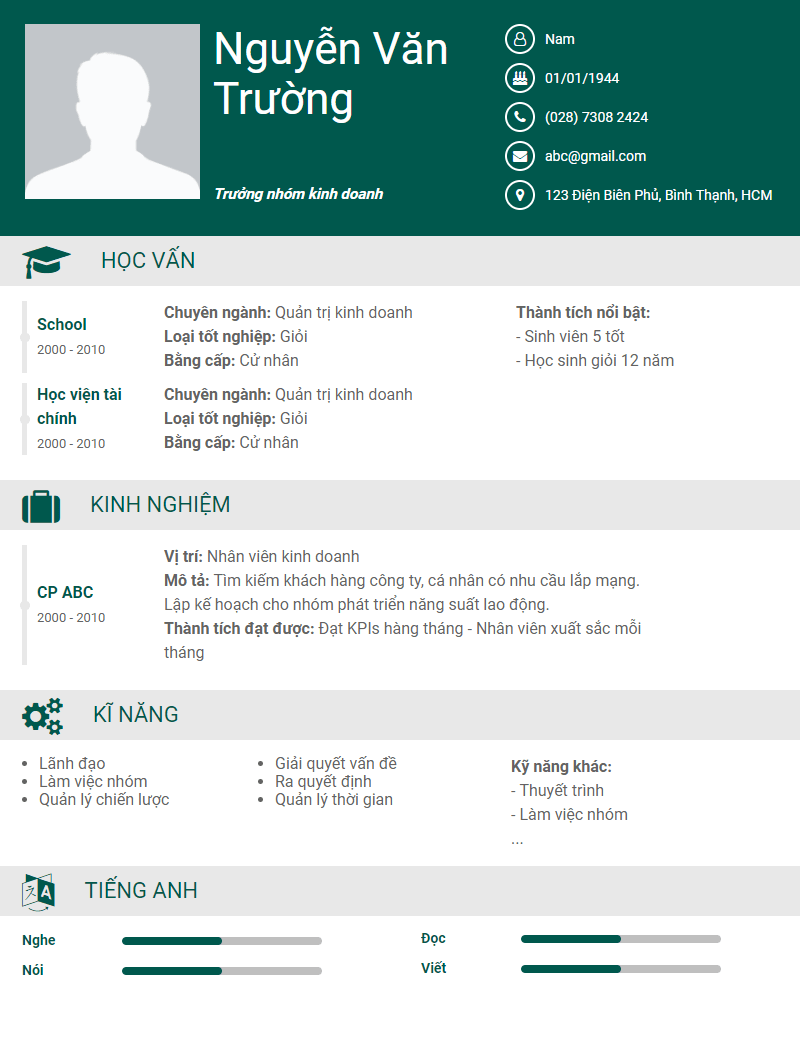 Nguyễn Văn
Trường
Trưởng nhóm kinh doanh
Nam
01/01/1944
(028) 7308 2424
abc@gmail.com
123 Điện Biên Phủ, Bình Thạnh, HCM
HỌC VẤN
School
2000 - 2010
Chuyên ngành: Quản trị kinh doanh
Loại tốt nghiệp: Giỏi
Bằng cấp: Cử nhân
Thành tích nổi bật:
- Sinh viên 5 tốt
- Học sinh giỏi 12 năm
Học viện tài
chính
2000 - 2010
Chuyên ngành: Quản trị kinh doanh
Loại tốt nghiệp: Giỏi
Bằng cấp: Cử nhân
KINH NGHIỆM
CP ABC
2000 - 2010
Vị trí: Nhân viên kinh doanh
Mô tả: Tìm kiếm khách hàng công ty, cá nhân có nhu cầu lắp mạng.
Lập kế hoạch cho nhóm phát triển năng suất lao động.
Thành tích đạt được: Đạt KPIs hàng tháng - Nhân viên xuất sắc mỗi
tháng
KĨ NĂNG
• Lãnh đạo
• Làm việc nhóm
• Quản lý chiến lược
• Giải quyết vấn đề
• Ra quyết định
• Quản lý thời gian
Kỹ năng khác:
- Thuyết trình
- Làm việc nhóm
...
TIẾNG ANH
Nghe
Nói
Đọc
Viết